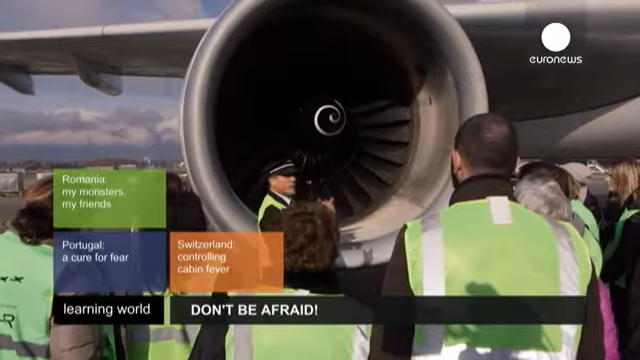 euronews
Romania:
my monsters,
my friends
Portugal:
a cure for fear
Switzerland:
controlling
cabin fever
learning world
DON'T BE AFRAID!